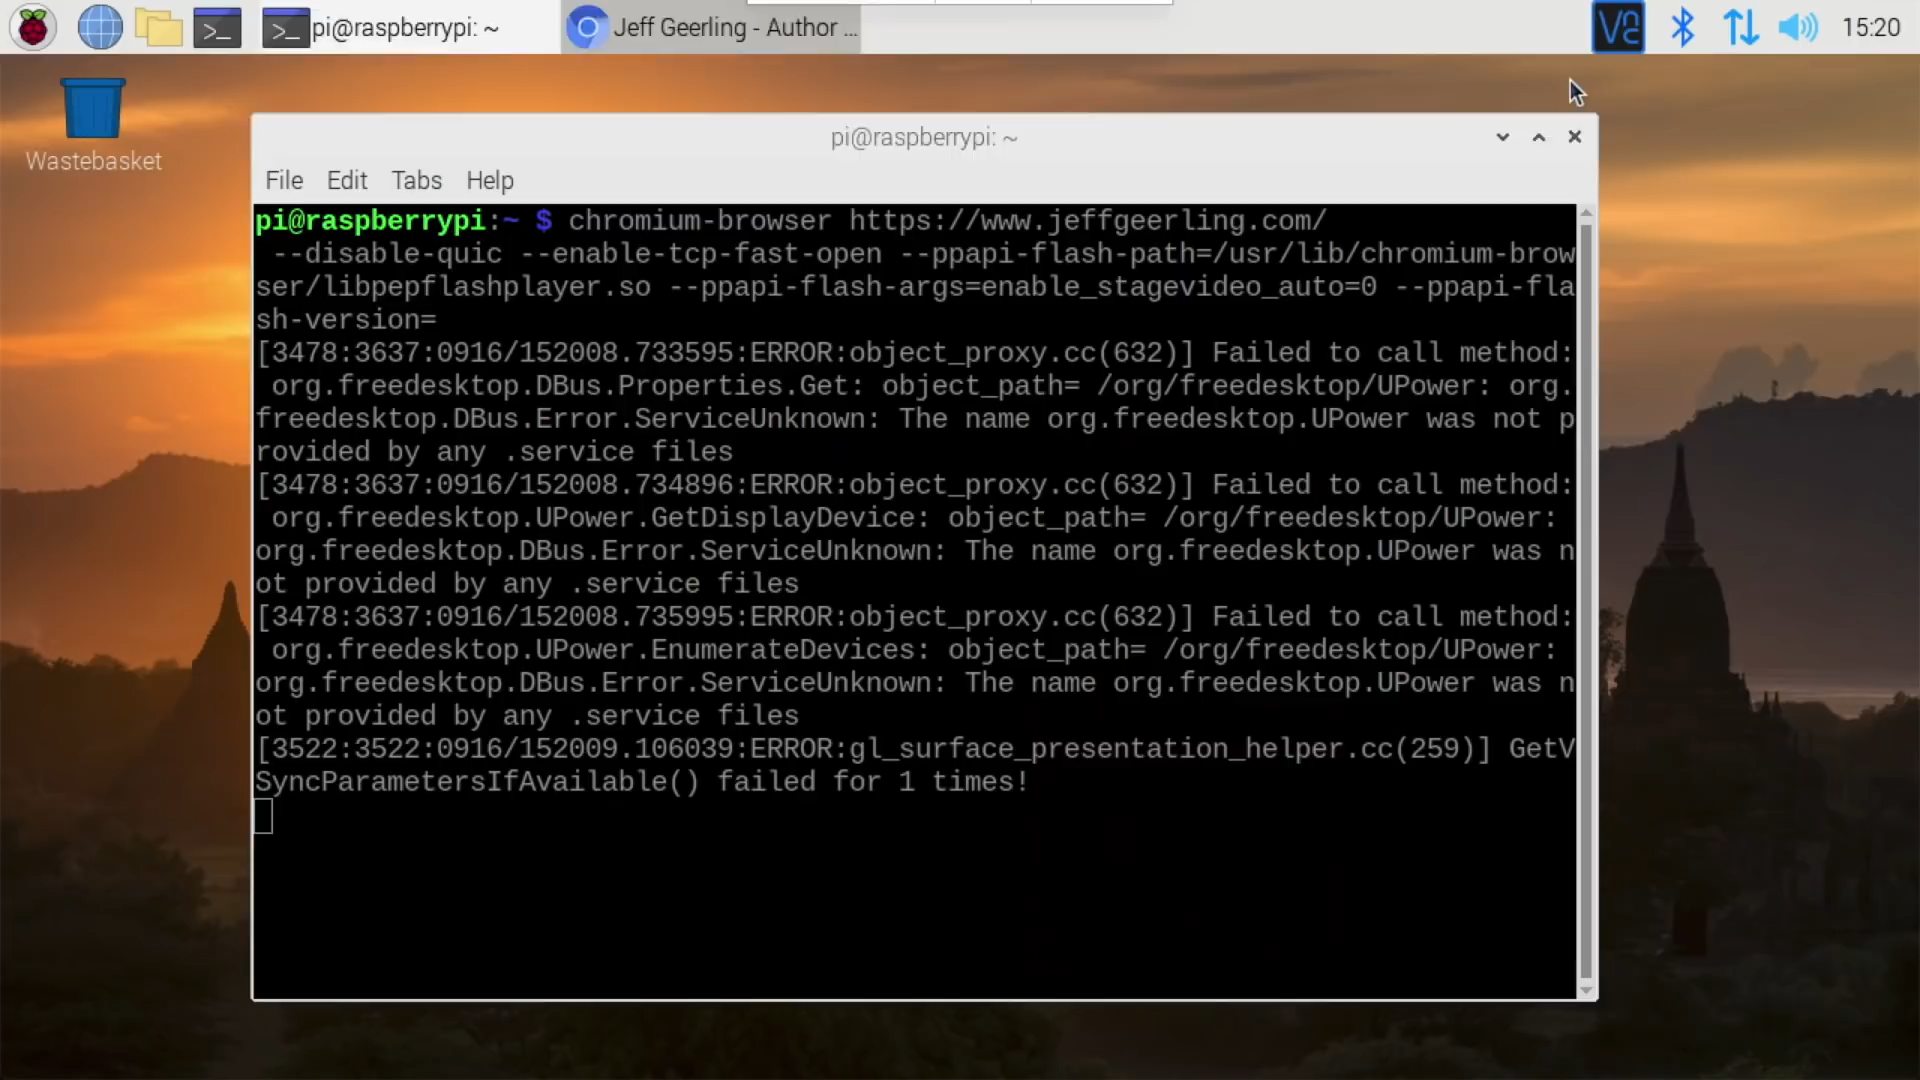 pi@raspberrypi: ~
Jeff Geerling - Author ...
15:20
Wastebasket
pi@raspberrypi: ~
File Edit Tabs Help
pi@raspberrypi:~ $ chromium-browser https://www.jeffgeerling.com/
--disable-quic --enable-tcp-fast-open --ppapi-flash-path=/usr/lib/chromium-brow
ser/libpepflashplayer.so --ppapi-flash-args=enable_stagevideo_auto=0 --ppapi-fla
sh-version=
[3478:3637:0916/152008.733595:ERROR:object_proxy.cc(632)] Failed to call method:
org.freedesktop.DBus.Properties.Get: object_path= /org/freedesktop/UPower: org.
freedesktop.DBus.Error.ServiceUnknown: The name org.freedesktop.UPower was not p
rovided by any .service files
[3478:3637:0916/152008.734896:ERROR:object_proxy.cc(632)] Failed to call method:
org.freedesktop.UPower.GetDisplayDevice: object_path= /org/freedesktop/UPower:
org.freedesktop.DBus.Error.ServiceUnknown: The name org.freedesktop.UPower was n
ot provided by any .service files
[3478:3637:0916/152008.735995:ERROR:object_proxy.cc(632)] Failed to call method:
org.freedesktop.UPower.EnumerateDevices: object_path= /org/freedesktop/UPower:
org.freedesktop.DBus.Error.ServiceUnknown: The name org.freedesktop.UPower was n
ot provided by any .service files
[3522:3522:0916/152009.106039:ERROR:gl_surface_presentation_helper.cc(259)] GetV
SyncParametersIfAvailable() failed for 1 times!